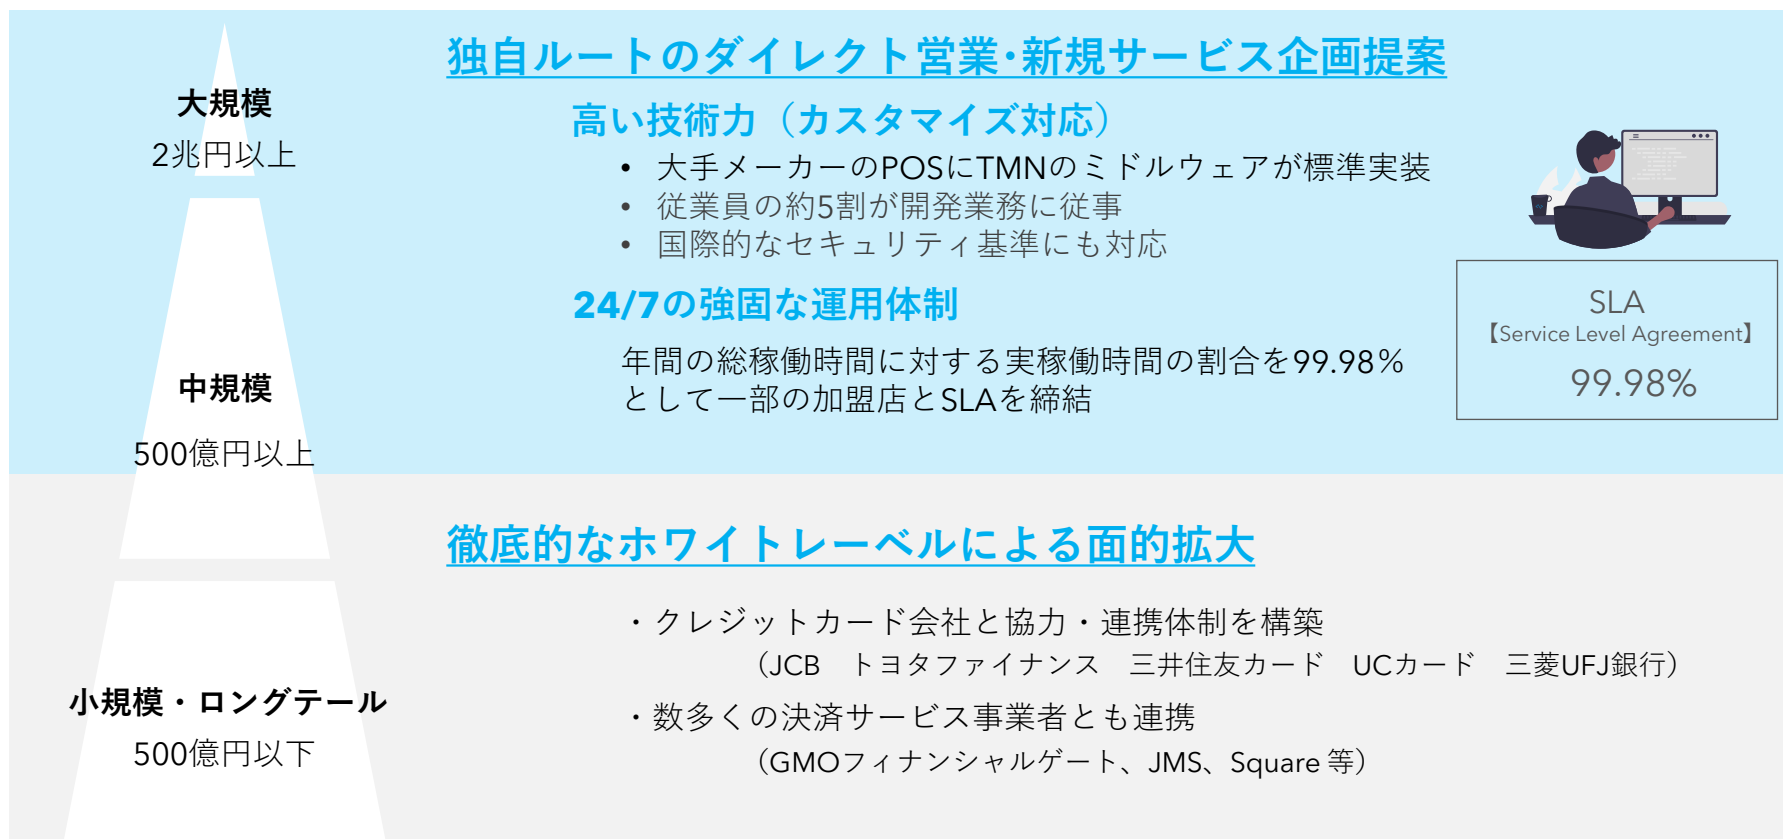 大規模
2兆円以上
中規模
500億円以上
小規模・ロングテール
500億円以下
独自ルートのダイレクト営業･新規サービス企画提案
高い技術力（カスタマイズ対応）
• 大手メーカーのPOSにTMNのミドルウェアが標準実装
• 従業員の約5割が開発業務に従事
• 国際的なセキュリティ基準にも対応
24/7の強固な運用体制
年間の総稼働時間に対する実稼働時間の割合を99.98％
として一部の加盟店とSLAを締結
SLA
【Service Level Agreement】
99.98%
徹底的なホワイトレーベルによる面的拡大
・クレジットカード会社と協力・連携体制を構築
（JCB　トヨタファイナンス　三井住友カード　UCカード　三菱UFJ銀行）
・数多くの決済サービス事業者とも連携
（GMOフィナンシャルゲート、JMS、Square 等）